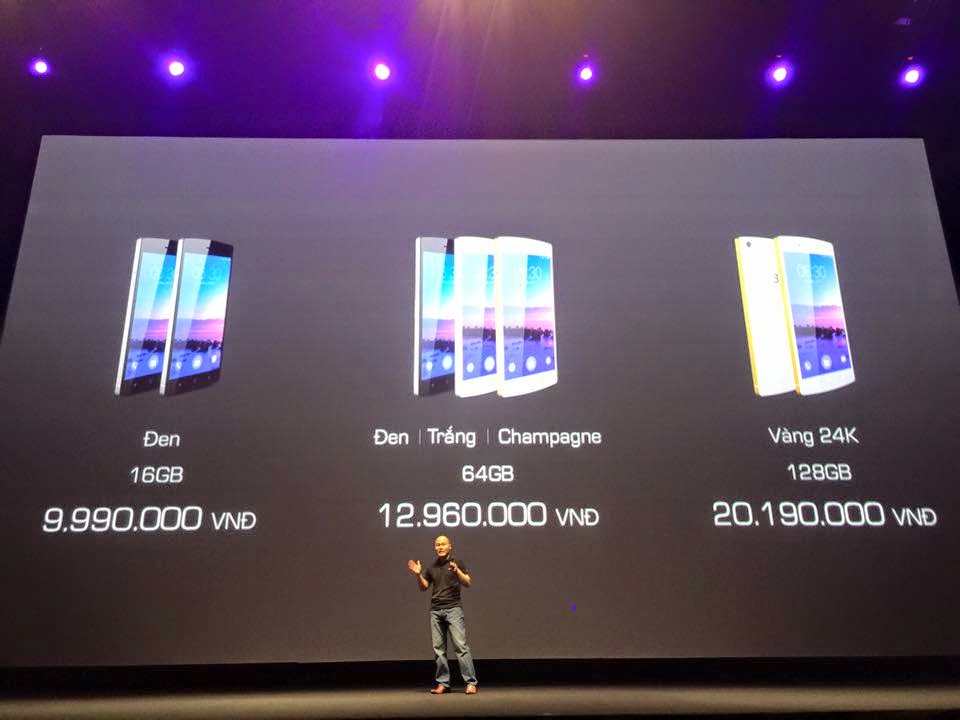 Đen
16GB
9.990.000 VNĐ
Đen | Trắng | Champagne
64GB
12.960.000 VNĐ
Vàng 24K
128GB
20.190.000 VNĐ